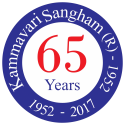 Kammavari Sangham (R) - 1952
65
Years
1952 - 2017